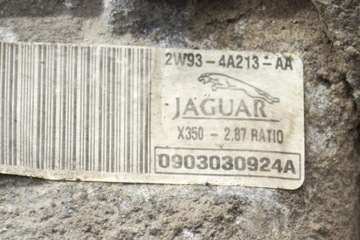 2W93-4A213-AA
JAGUAR
X350 - 2.87 RATIO
0903030924A